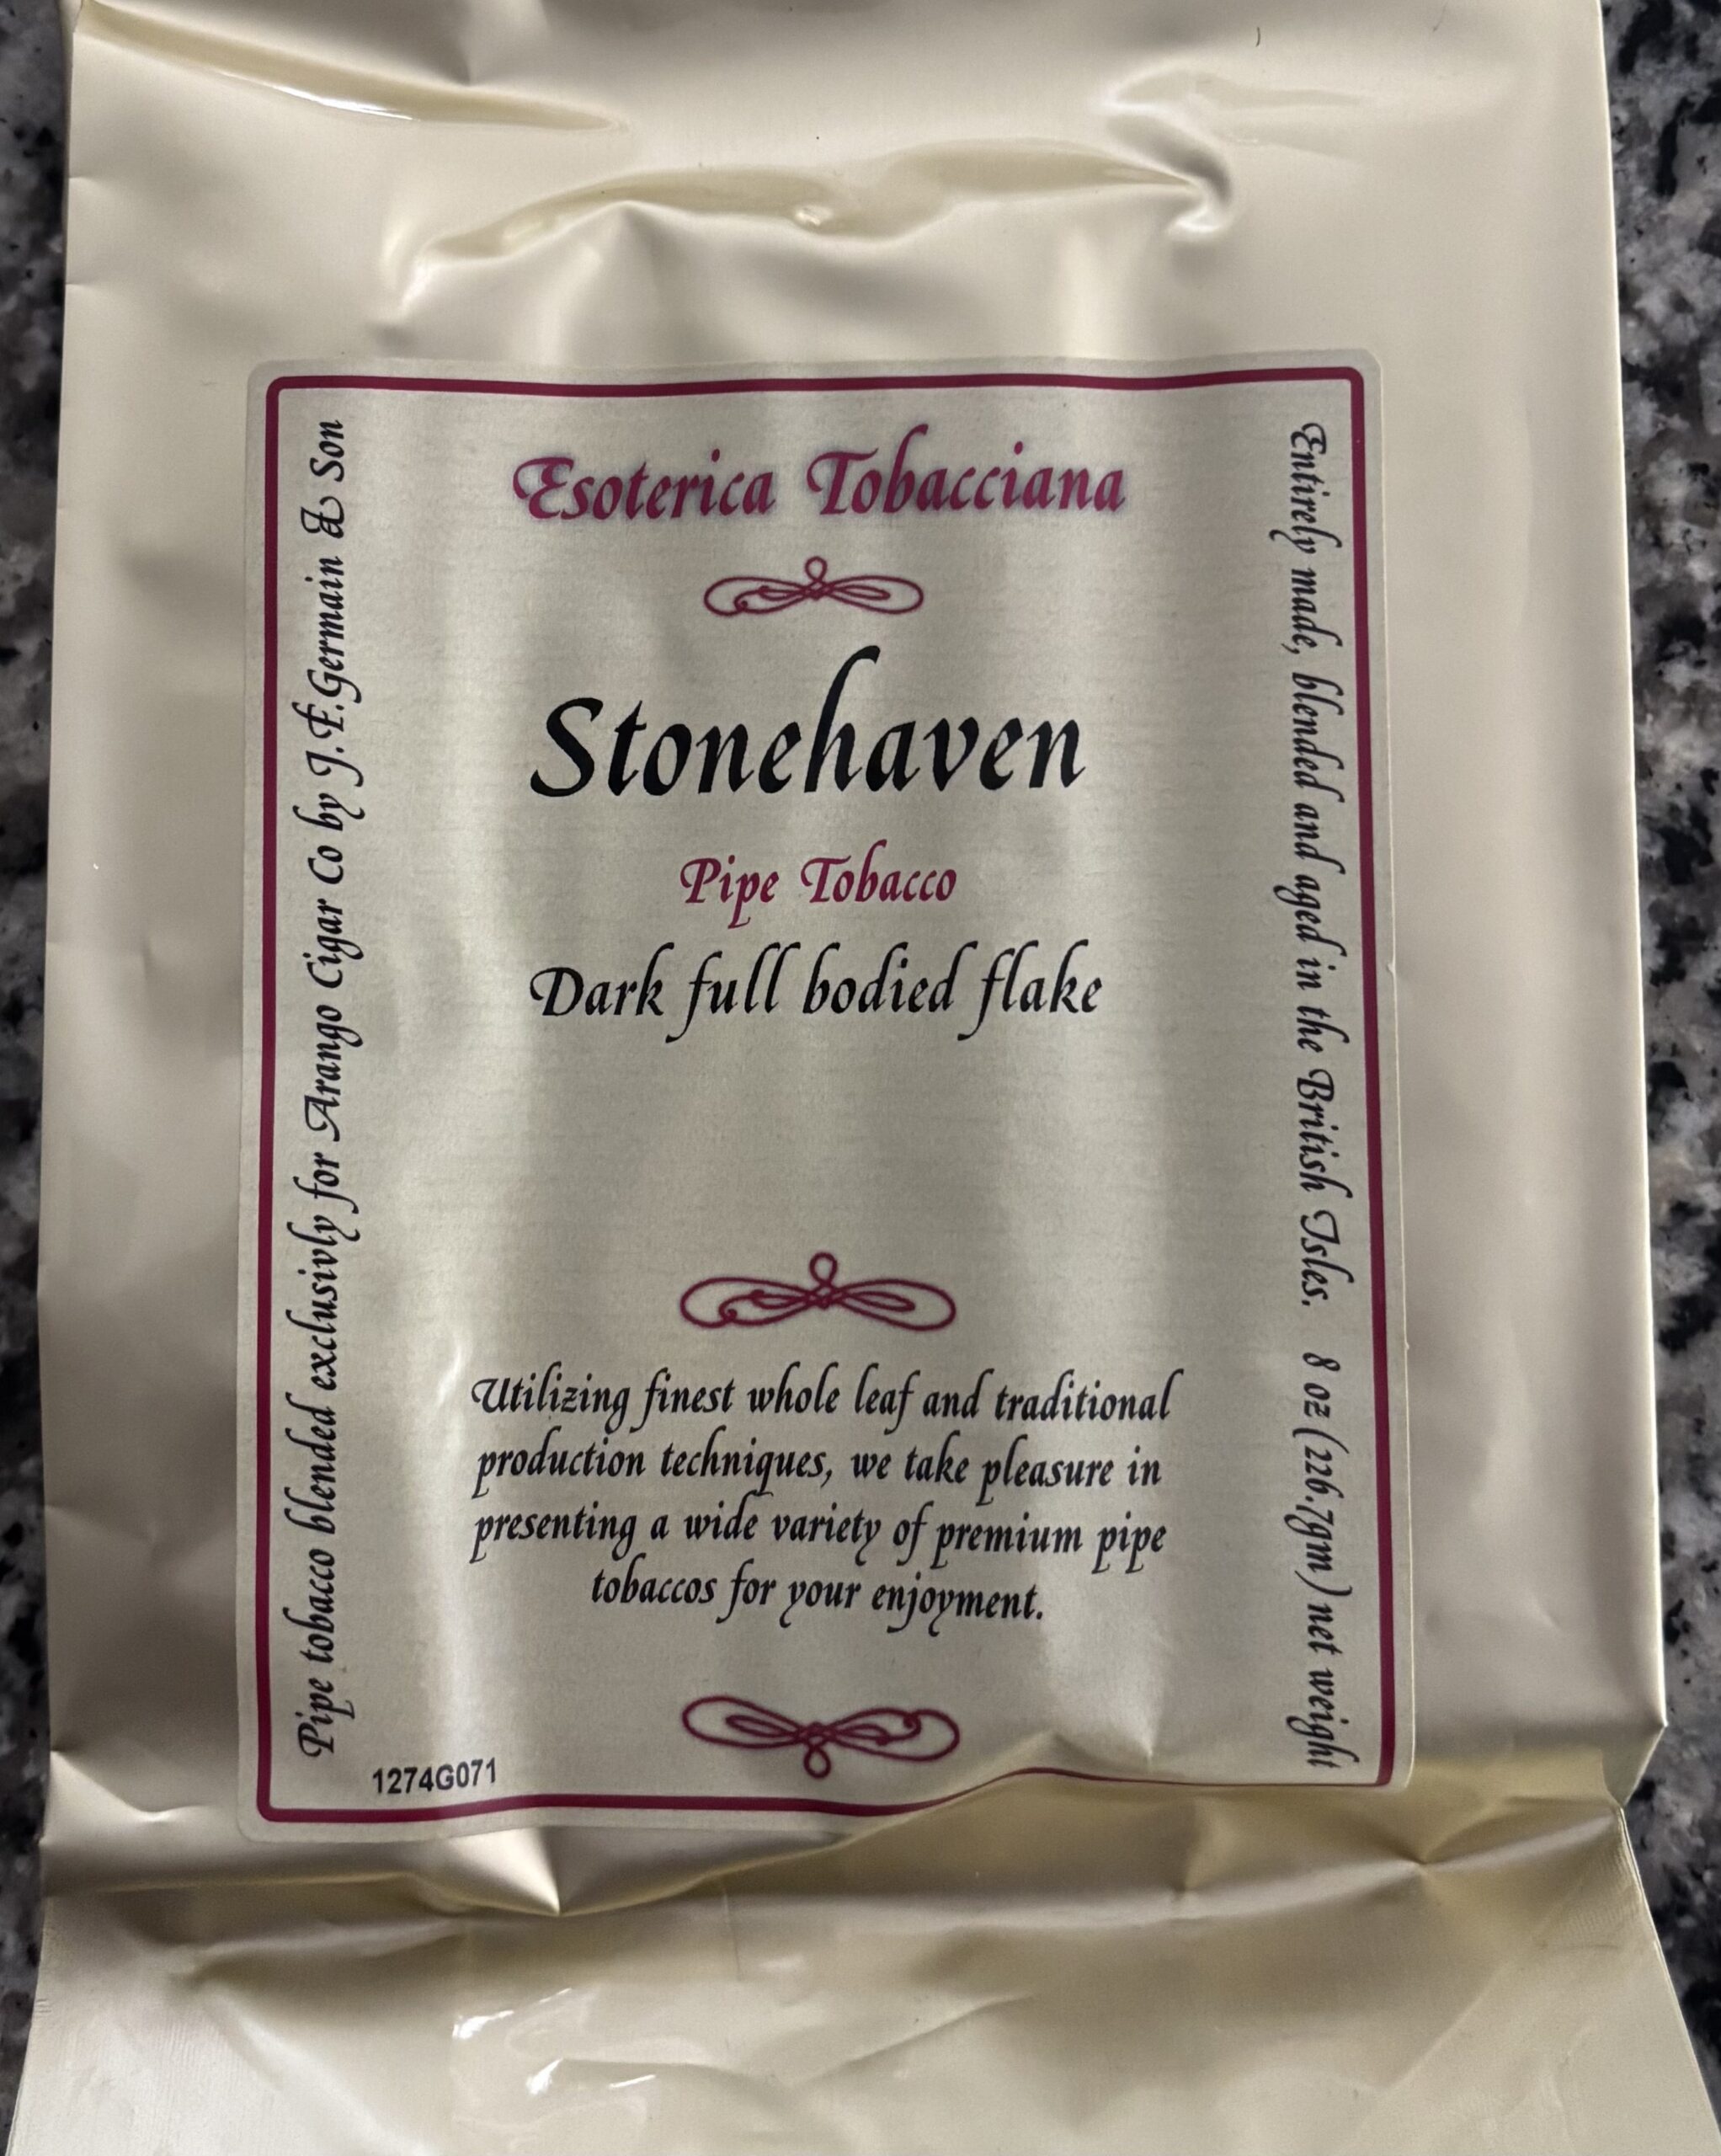 Esoterica Tobacciana
Stonehaven
Pipe Tobacco
Dark full bodied flake
Utilizing finest whole leaf and traditional
production techniques, we take pleasure in
presenting a wide variety of premium pipe
tobaccos for your enjoyment.
Pipe tobacco blended exclusivly for Arango Cigar Co by J.F.Germain & Son
Entirely made, blended and aged in the British Isles. 8 oz (226.7gm) net weight
1274G071